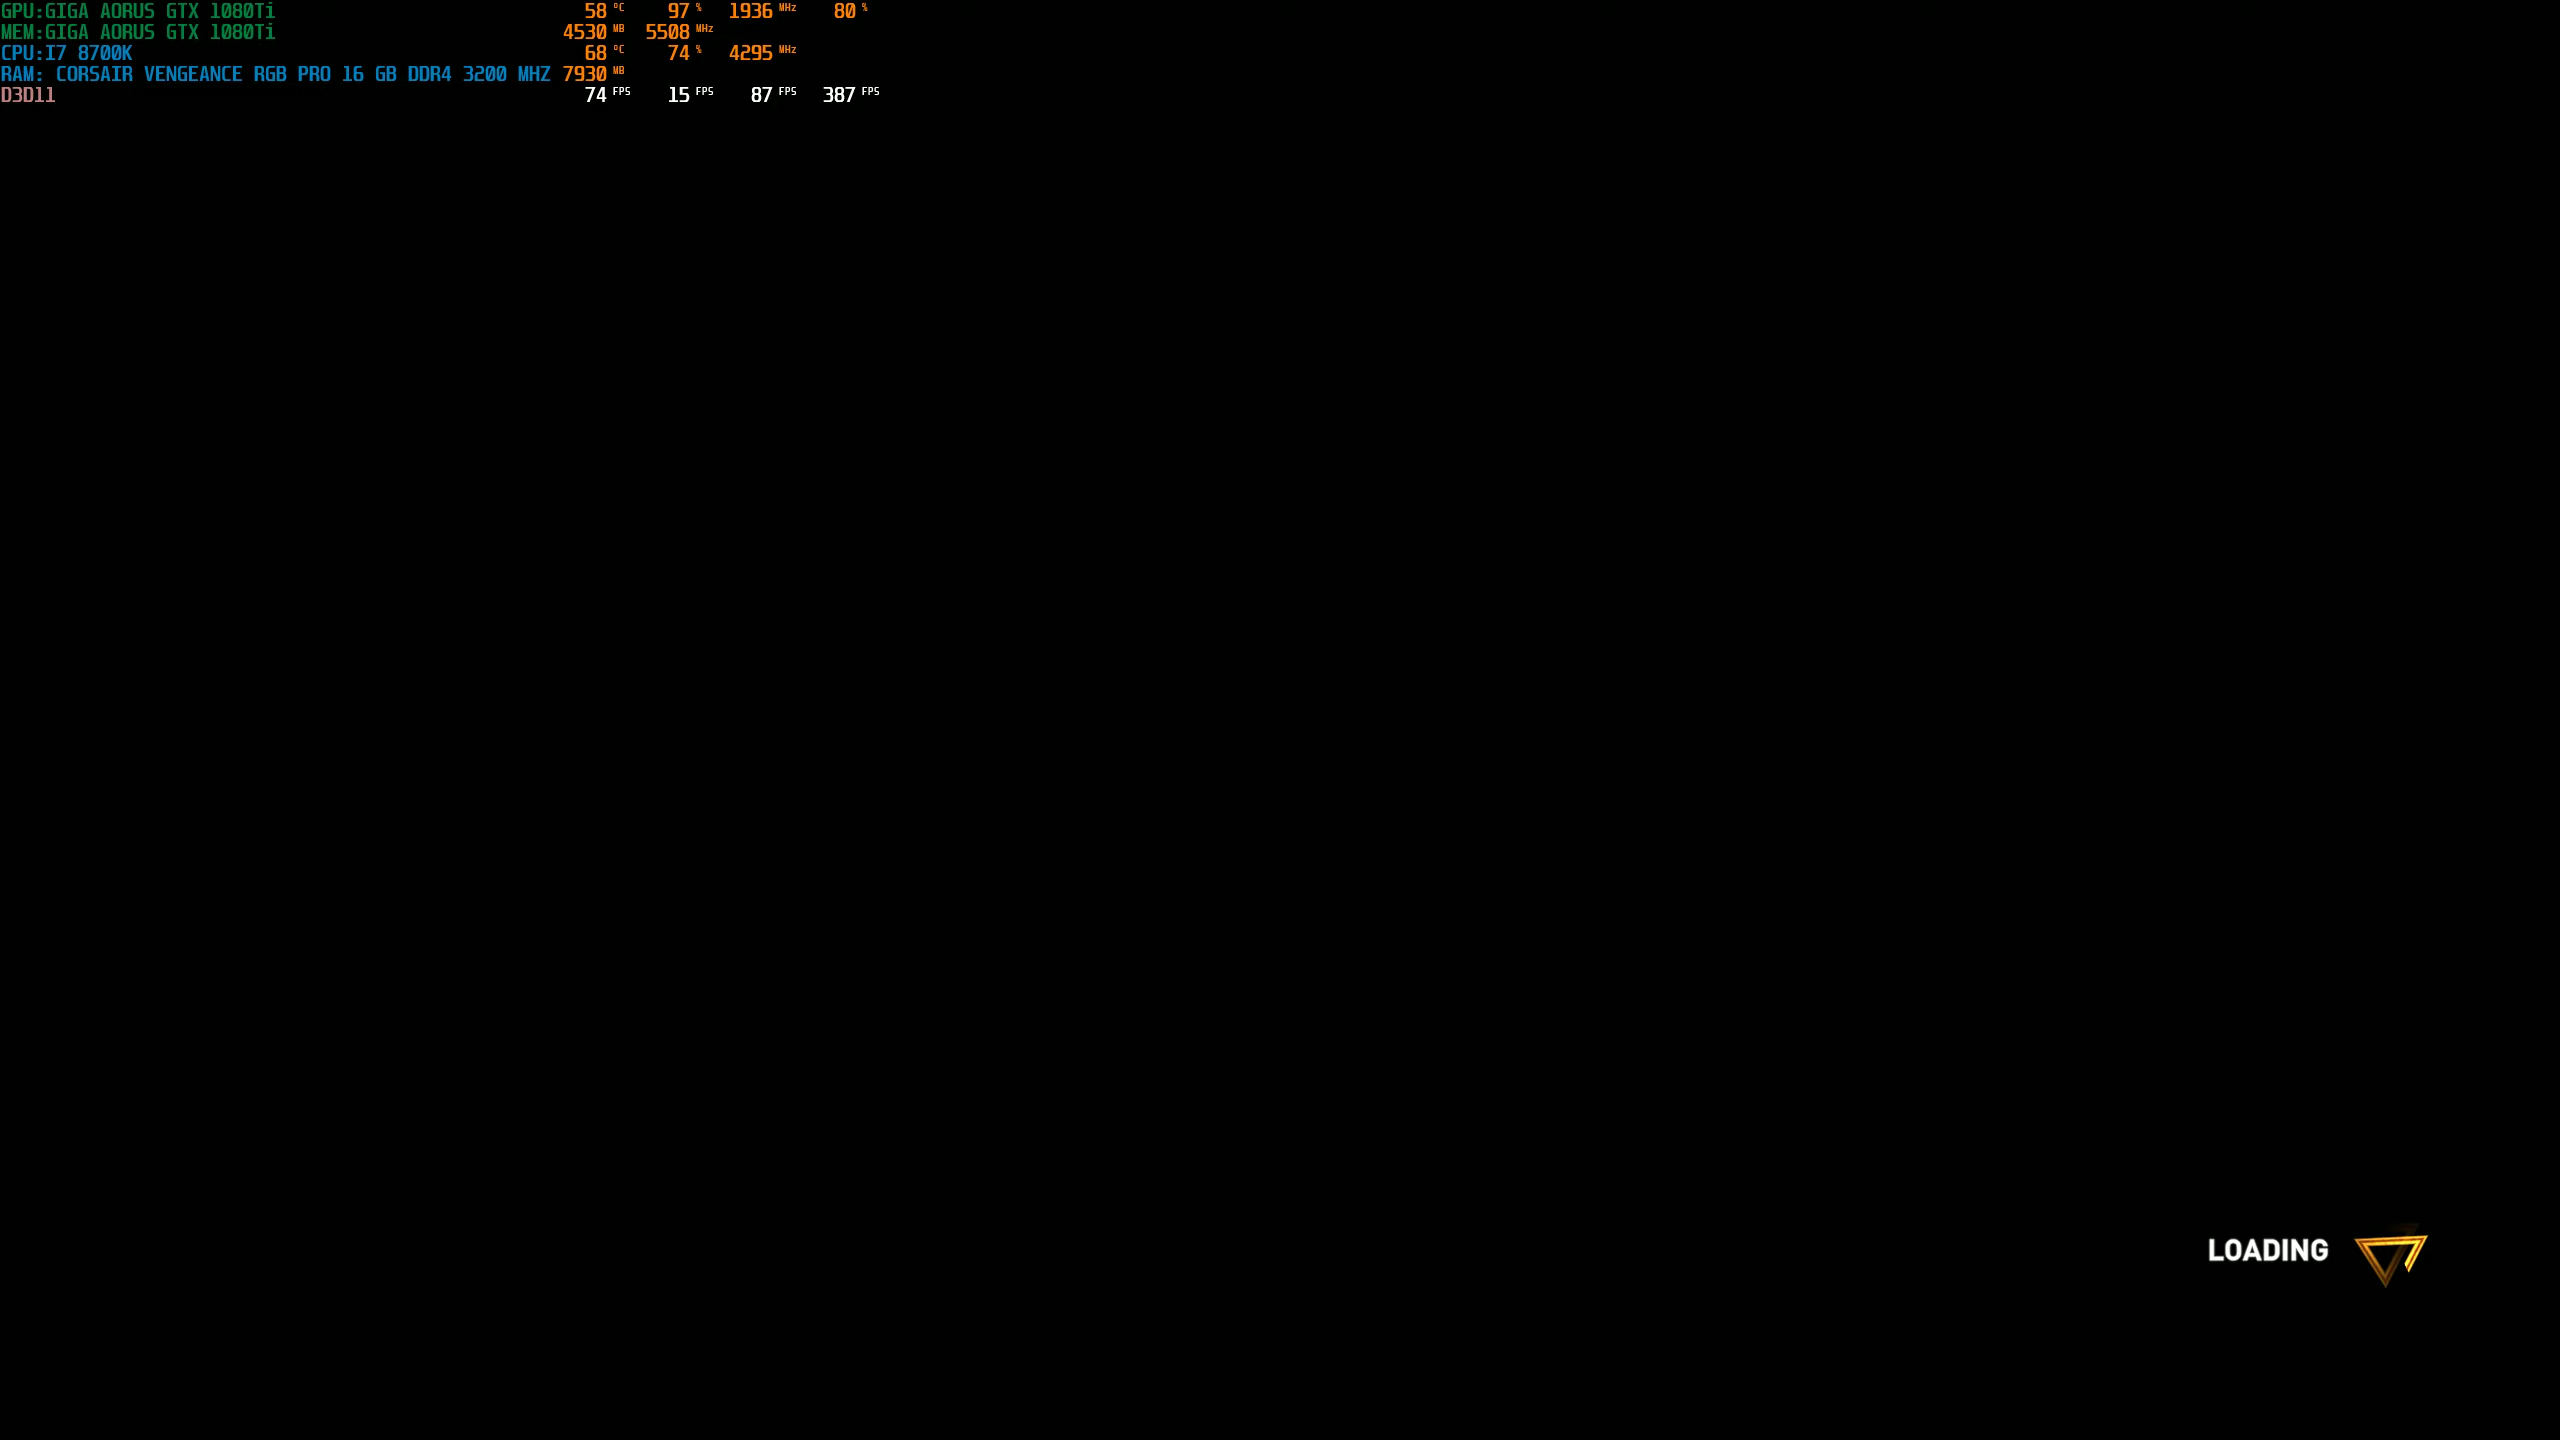 GPU:GIGA AORUS GTX 1080Ti 58 °C 97 % 1936 MHz 80 %
MEM:GIGA AORUS GTX 1080Ti 4530 MB 5508 MHz
CPU:I7 8700K 68 °C 74 % 4295 MHz
RAM: CORSAIR VENGEANCE RGB PRO 16 GB DDR4 3200 MHZ 7930 MB
D3D11 74 FPS 15 FPS 87 FPS 387 FPS
LOADING